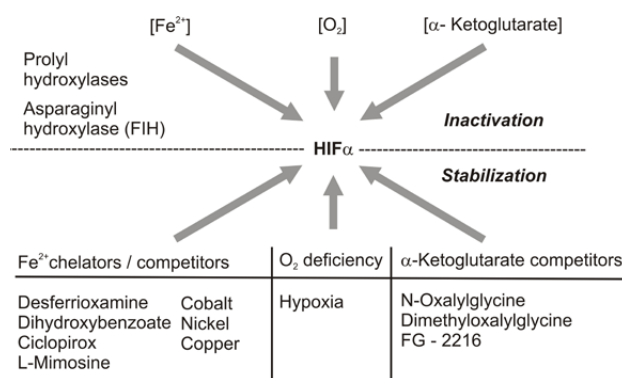 [Fe2+] [O2] [α- Ketoglutarate]
Prolyl
hydroxylases
Asparaginyl
hydroxylase (FIH)
Inactivation
HIFα
Stabilization
Fe2+chelators / competitors
Desferrioxamine Cobalt
Dihydroxybenzoate Nickel
Ciclopirox Copper
L-Mimosine
O2 deficiency
Hypoxia
α-Ketoglutarate competitors
N-Oxalylglycine
Dimethyloxalylglycine
FG - 2216